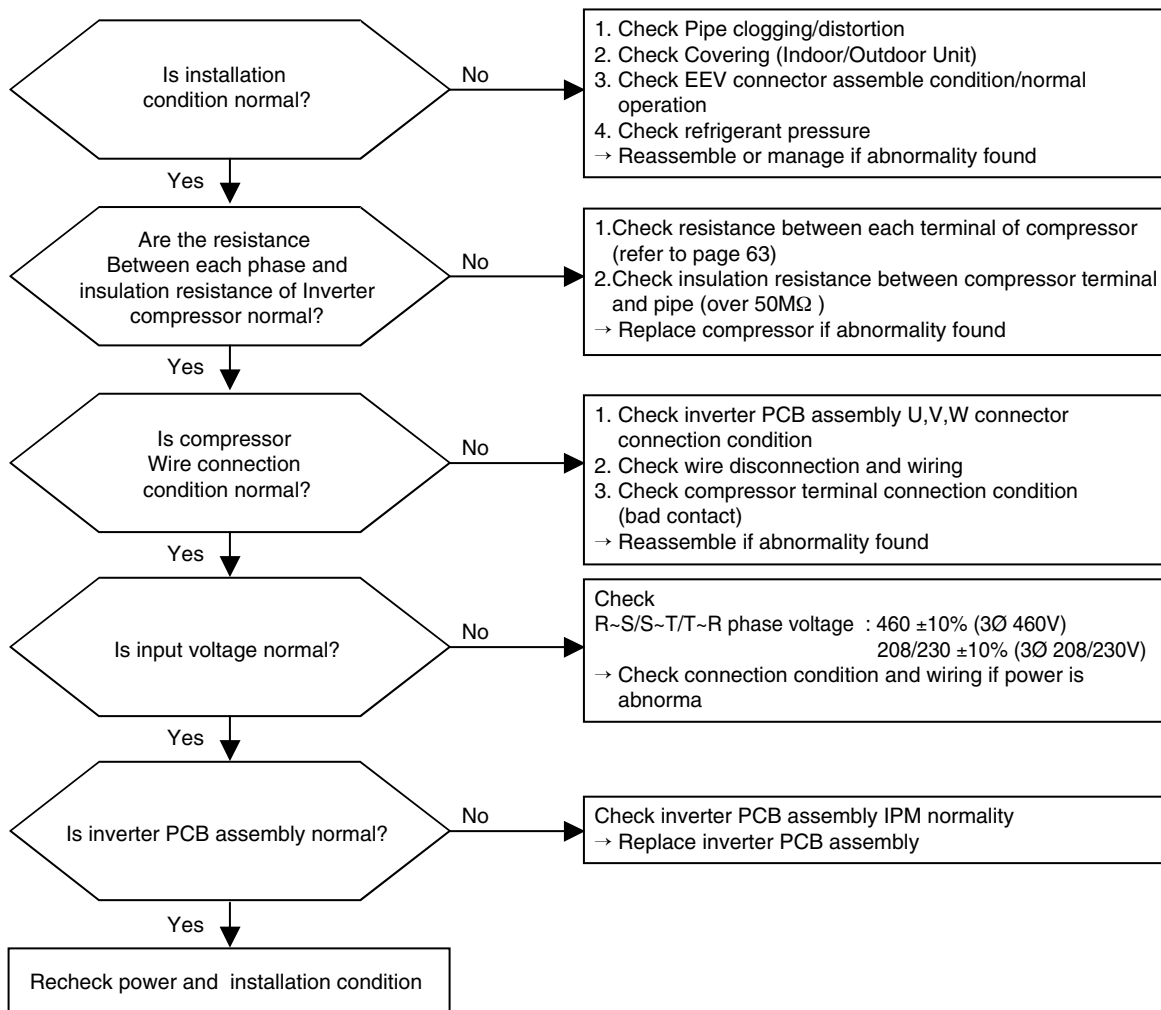 Is installation
condition normal?
No
1. Check Pipe clogging/distortion
2. Check Covering (Indoor/Outdoor Unit)
3. Check EEV connector assemble condition/normal
operation
4. Check refrigerant pressure
→ Reassemble or manage if abnormality found
Yes
Are the resistance
Between each phase and
insulation resistance of Inverter
compressor normal?
No
1.Check resistance between each terminal of compressor
(refer to page 63)
2.Check insulation resistance between compressor terminal
and pipe (over 50MΩ )
→ Replace compressor if abnormality found
Yes
Is compressor
Wire connection
condition normal?
No
1. Check inverter PCB assembly U,V,W connector
connection condition
2. Check wire disconnection and wiring
3. Check compressor terminal connection condition
(bad contact)
→ Reassemble if abnormality found
Yes
Is input voltage normal?
No
Check
R~S/S~T/T~R phase voltage : 460 ±10% (3Ø 460V)
208/230 ±10% (3Ø 208/230V)
→ Check connection condition and wiring if power is
abnorma
Yes
Is inverter PCB assembly normal?
No
Check inverter PCB assembly IPM normality
→ Replace inverter PCB assembly
Yes
Recheck power and installation condition